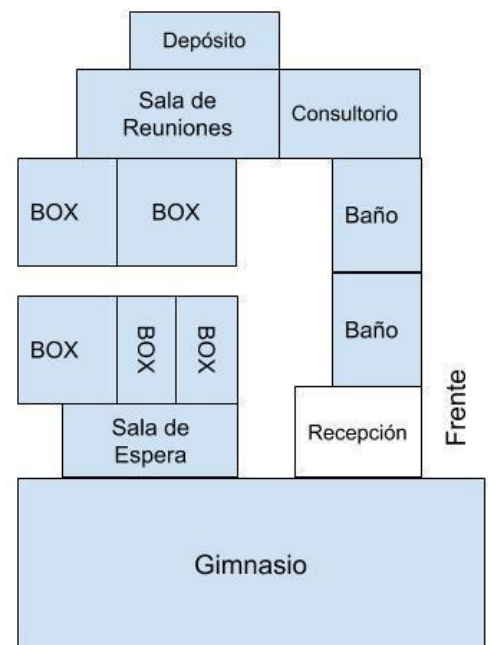 Depósito
Sala de
Reuniones
Consultorio
BOX
BOX
Baño
BOX
BOX
BOX
Baño
Sala de
Espera
Recepción
Frente
Gimnasio